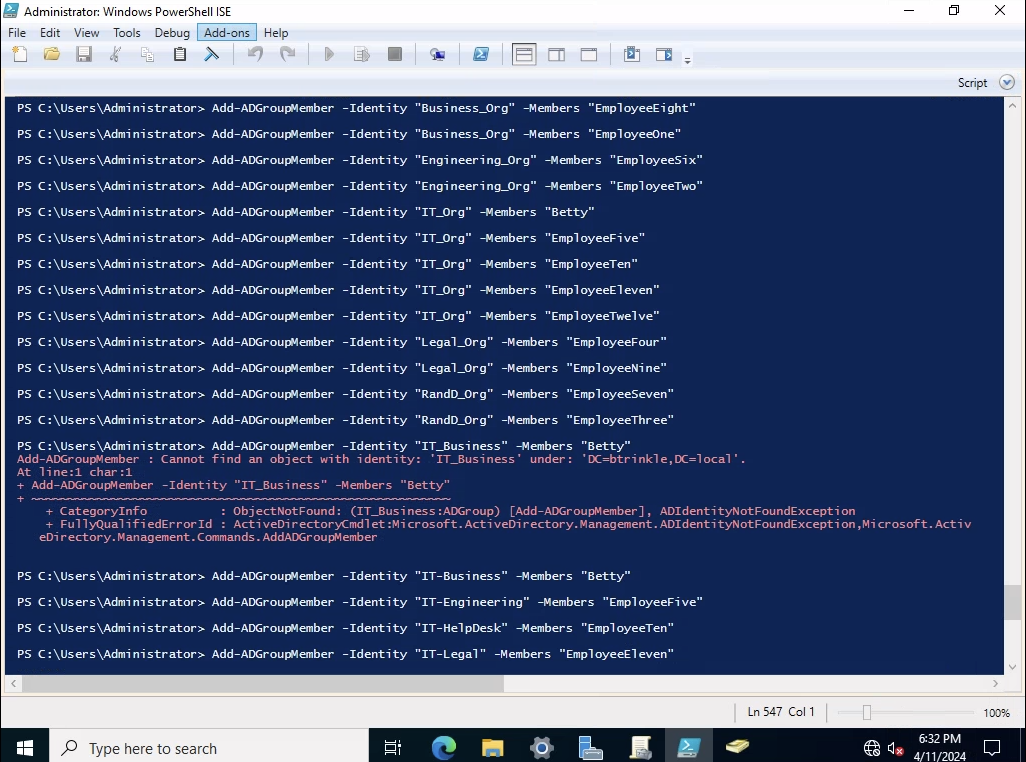 Administrator: Windows PowerShell ISE
File Edit View Tools Debug Add-ons Help
Script
PS C:\Users\Administrator> Add-ADGroupMember -Identity "Business_Org" -Members "EmployeeEight"
PS C:\Users\Administrator> Add-ADGroupMember -Identity "Business_Org" -Members "EmployeeOne"
PS C:\Users\Administrator> Add-ADGroupMember -Identity "Engineering_Org" -Members "EmployeeSix"
PS C:\Users\Administrator> Add-ADGroupMember -Identity "Engineering_Org" -Members "EmployeeTwo"
PS C:\Users\Administrator> Add-ADGroupMember -Identity "IT_Org" -Members "Betty"
PS C:\Users\Administrator> Add-ADGroupMember -Identity "IT_Org" -Members "EmployeeFive"
PS C:\Users\Administrator> Add-ADGroupMember -Identity "IT_Org" -Members "EmployeeTen"
PS C:\Users\Administrator> Add-ADGroupMember -Identity "IT_Org" -Members "EmployeeEleven"
PS C:\Users\Administrator> Add-ADGroupMember -Identity "IT_Org" -Members "EmployeeTwelve"
PS C:\Users\Administrator> Add-ADGroupMember -Identity "Legal_Org" -Members "EmployeeFour"
PS C:\Users\Administrator> Add-ADGroupMember -Identity "Legal_Org" -Members "EmployeeNine"
PS C:\Users\Administrator> Add-ADGroupMember -Identity "RandD_Org" -Members "EmployeeSeven"
PS C:\Users\Administrator> Add-ADGroupMember -Identity "RandD_Org" -Members "EmployeeThree"
PS C:\Users\Administrator> Add-ADGroupMember -Identity "IT_Business" -Members "Betty"
Add-ADGroupMember : Cannot find an object with identity: 'IT_Business' under: 'DC=btrinkle,DC=local'.
At line:1 char:1
+ Add-ADGroupMember -Identity "IT_Business" -Members "Betty"
+ ~~~~~~~~~~~~~~~~~~~~~~~~~~~~~~~~~~~~~~~~~~~~~~~~~~~~~~~~~~
+ CategoryInfo : ObjectNotFound: (IT_Business:ADGroup) [Add-ADGroupMember], ADIdentityNotFoundException
+ FullyQualifiedErrorId : ActiveDirectoryCmdlet:Microsoft.ActiveDirectory.Management.ADIdentityNotFoundException,Microsoft.Activ
eDirectory.Management.Commands.AddADGroupMember
PS C:\Users\Administrator> Add-ADGroupMember -Identity "IT-Business" -Members "Betty"
PS C:\Users\Administrator> Add-ADGroupMember -Identity "IT-Engineering" -Members "EmployeeFive"
PS C:\Users\Administrator> Add-ADGroupMember -Identity "IT-HelpDesk" -Members "EmployeeTen"
PS C:\Users\Administrator> Add-ADGroupMember -Identity "IT-Legal" -Members "EmployeeEleven"
Ln 547 Col 1 100%
Type here to search
6:32 PM
4/11/2024